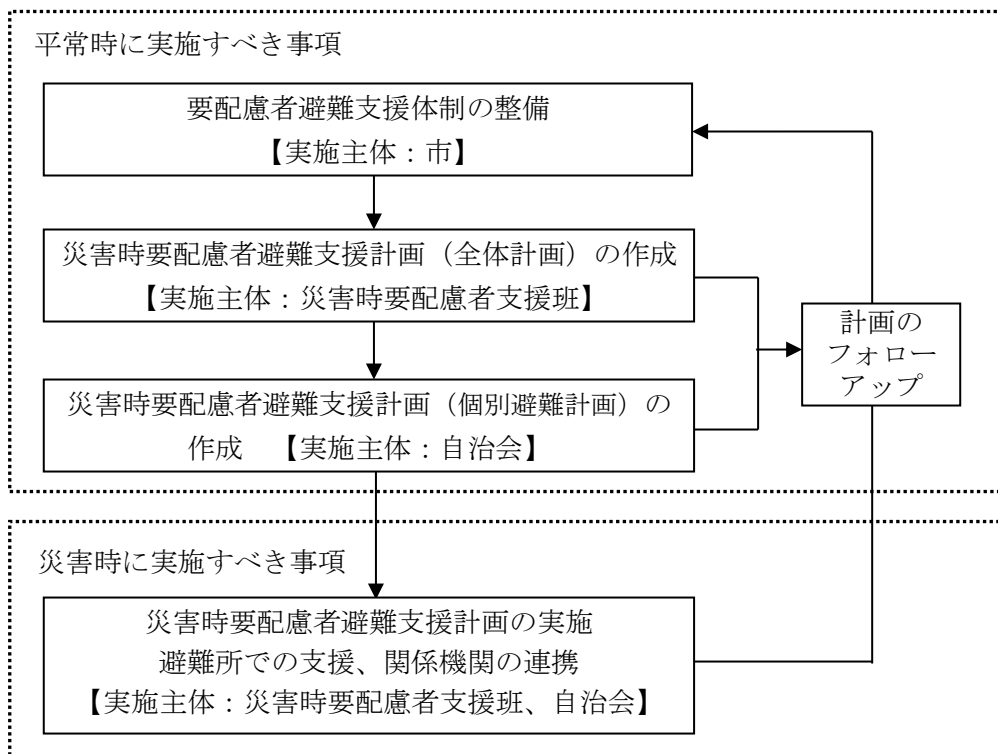 平常時に実施すべき事項
要配慮者避難支援体制の整備
【実施主体：市】
災害時要配慮者避難支援計画（全体計画）の作成
【実施主体：災害時要配慮者支援班】
災害時要配慮者避難支援計画（個別避難計画）の
作成　【実施主体：自治会】
計画の
フォロー
アップ
災害時に実施すべき事項
災害時要配慮者避難支援計画の実施
避難所での支援、関係機関の連携
【実施主体：災害時要配慮者支援班、自治会】